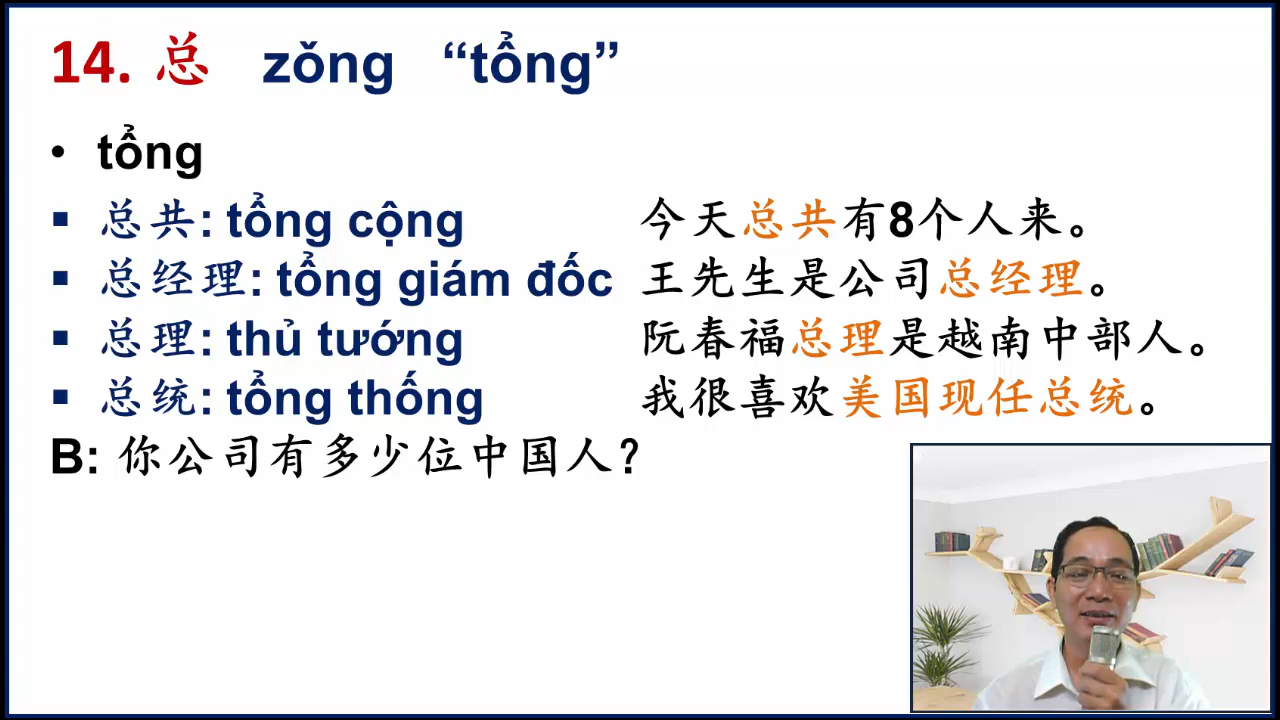 14. 总 zǒng “tổng”
• tổng
▪ 总共: tổng cộng 今天总共有8个人来。
▪ 总经理: tổng giám đốc 王先生是公司总经理。
▪ 总理: thủ tướng 阮春福总理是越南中部人。
▪ 总统: tổng thống 我很喜欢美国现任总统。
B: 你公司有多少位中国人?